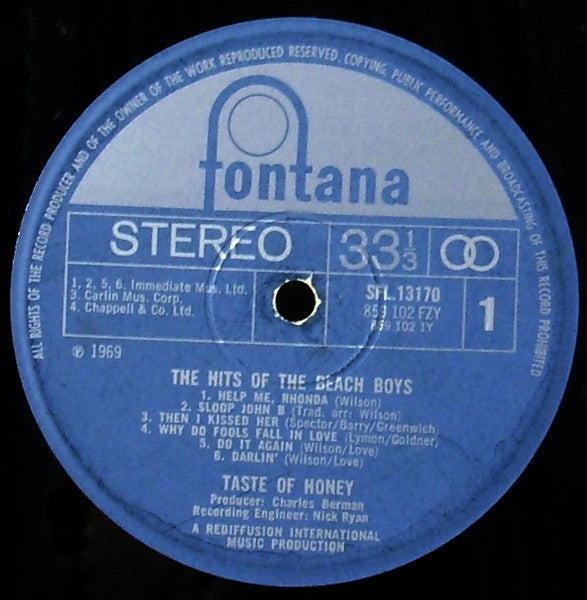 ALL RIGHTS OF THE RECORD PRODUCER AND OF THE OWNER OF THE WORK REPRODUCED RESERVED. COPYING, PUBLIC PERFORMANCE AND BROADCASTING OF THIS RECORD PROHIBITED
fontana
STEREO
33⅓
1, 2, 5, 6. Immediate Mus. Ltd.
3. Carlin Mus. Corp.
4. Chappell & Co. Ltd.
SFL.13170
859 102 FZY
859 102 1Y
1
℗ 1969
THE HITS OF THE BEACH BOYS
1. HELP ME, RHONDA (Wilson)
2. SLOOP JOHN B (Trad. arr: Wilson)
3. THEN I KISSED HER (Spector/Barry/Greenwich)
4. WHY DO FOOLS FALL IN LOVE (Lymon/Goldner)
5. DO IT AGAIN (Wilson/Love)
6. DARLIN' (Wilson/Love)
TASTE OF HONEY
Producer: Charles Berman
Recording Engineer: Nick Ryan
A REDIFFUSION INTERNATIONAL
MUSIC PRODUCTION